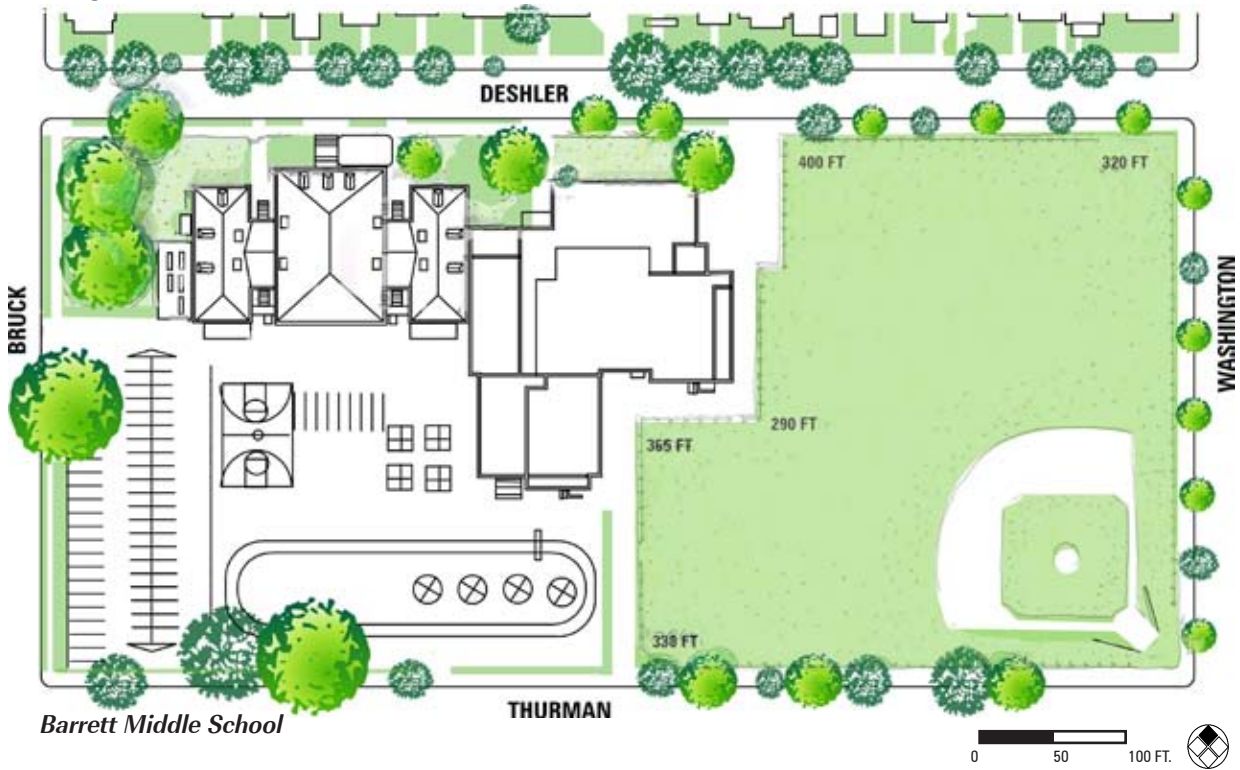 DESHLER
400 FT
320 FT
BRUCK
WASHINGTON
290 FT
365 FT
330 FT
THURMAN
Barrett Middle School
0 50 100 FT.